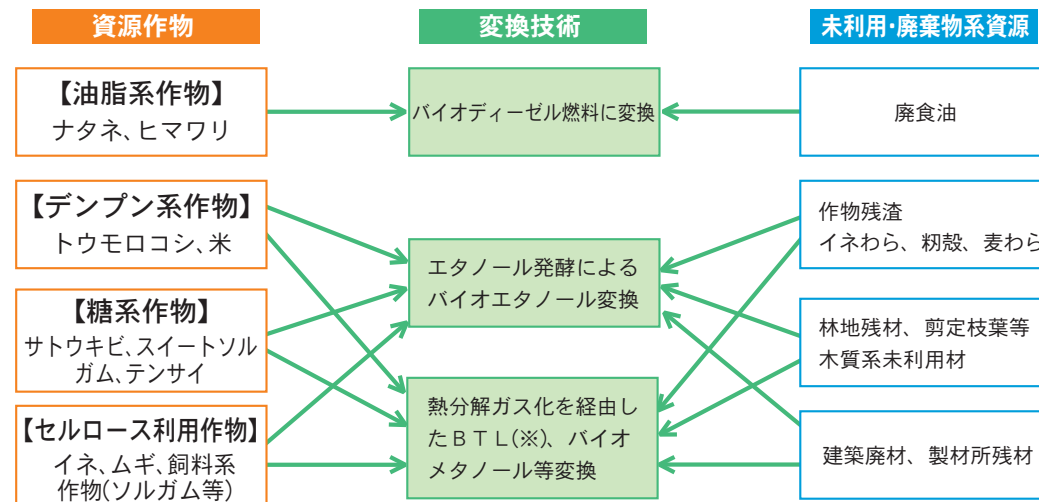 資源作物
変換技術
未利用・廃棄物系資源
【油脂系作物】
ナタネ、ヒマワリ
バイオディーゼル燃料に変換
廃食油
【デンプン系作物】
トウモロコシ、米
作物残渣
イネわら、籾殻、麦わら
エタノール発酵による
バイオエタノール変換
【糖系作物】
サトウキビ、スイートソル
ガム、テンサイ
林地残材、剪定枝葉等
木質系未利用材
【セルロース利用作物】
イネ、ムギ、飼料系
作物(ソルガム等)
熱分解ガス化を経由し
たＢＴＬ(※)、バイオ
メタノール等変換
建築廃材、製材所残材